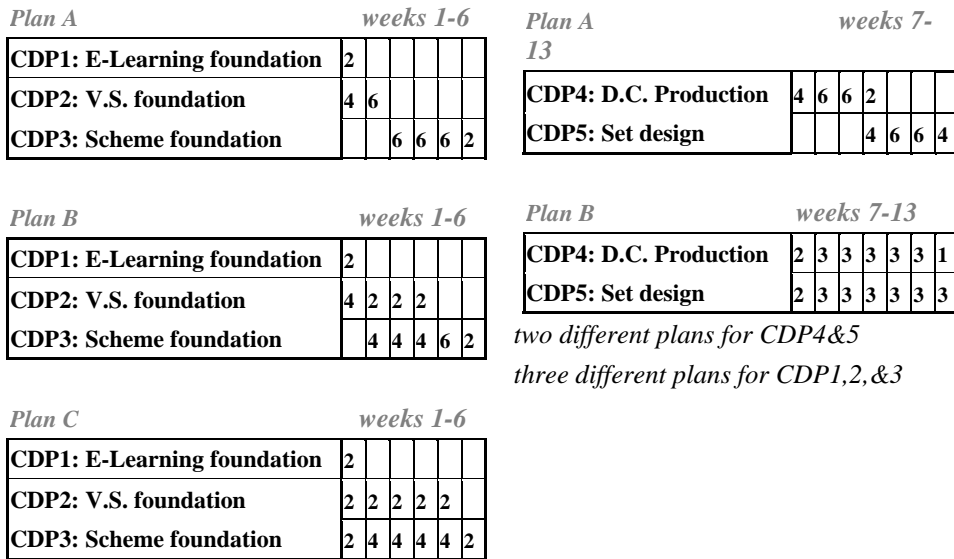 Plan A weeks 1-6
CDP1: E-Learning foundation 2
CDP2: V.S. foundation 4 6
CDP3: Scheme foundation 6 6 6 2
Plan B weeks 1-6
CDP1: E-Learning foundation 2
CDP2: V.S. foundation 4 2 2 2
CDP3: Scheme foundation 4 4 4 6 2
Plan C weeks 1-6
CDP1: E-Learning foundation 2
CDP2: V.S. foundation 2 2 2 2 2
CDP3: Scheme foundation 2 4 4 4 4 2
Plan A weeks 7-
13
CDP4: D.C. Production 4 6 6 2
CDP5: Set design 4 6 6 4
Plan B weeks 7-13
CDP4: D.C. Production 2 3 3 3 3 3 1
CDP5: Set design 2 3 3 3 3 3 3
two different plans for CDP4&5
three different plans for CDP1,2,&3